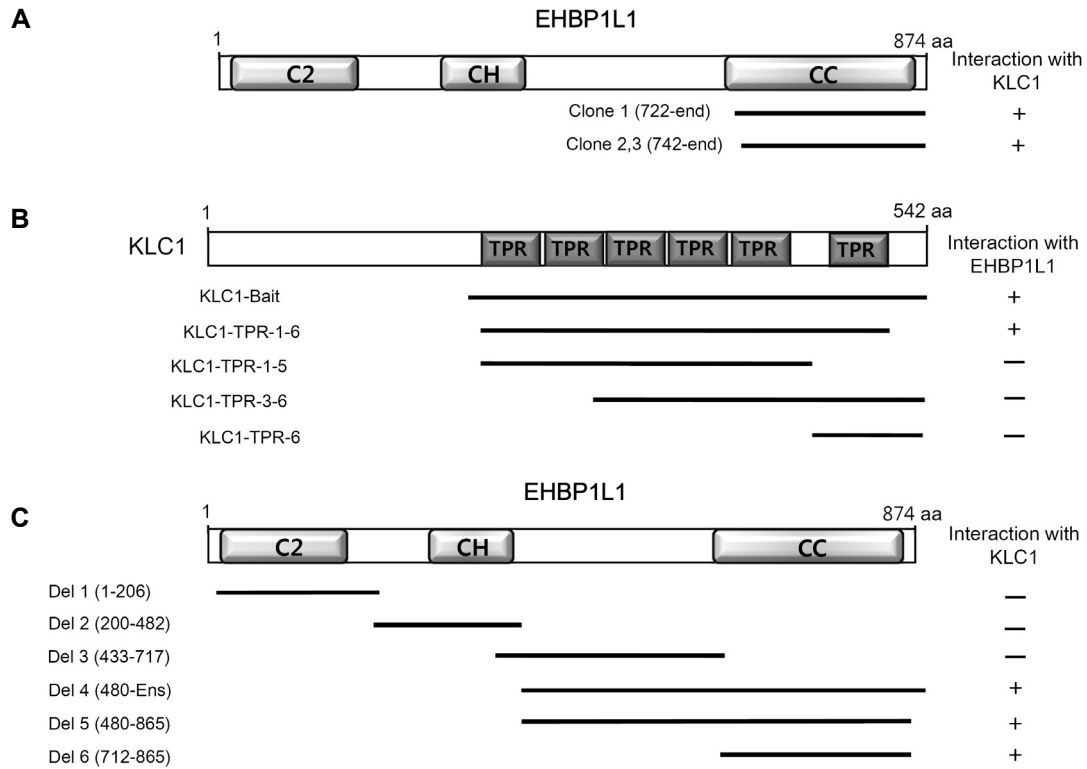 A
EHBP1L1
1
874 aa
C2
CH
CC
Interaction with
KLC1
Clone 1 (722-end)
+
Clone 2,3 (742-end)
+
B
1
542 aa
KLC1
TPR TPR TPR TPR TPR TPR
Interaction with
EHBP1L1
KLC1-Bait
+
KLC1-TPR-1-6
+
KLC1-TPR-1-5
—
KLC1-TPR-3-6
—
KLC1-TPR-6
—
C
EHBP1L1
1
874 aa
C2
CH
CC
Interaction with
KLC1
Del 1 (1-206)
—
Del 2 (200-482)
—
Del 3 (433-717)
—
Del 4 (480-Ens)
+
Del 5 (480-865)
+
Del 6 (712-865)
+